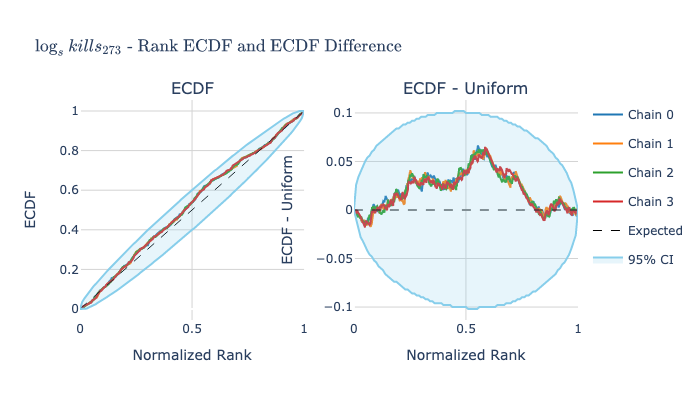 log_s kills_273 - Rank ECDF and ECDF Difference
ECDF
ECDF - Uniform
1
0.8
0.6
0.4
0.2
0
ECDF
0
0.5
1
Normalized Rank
0.1
0.05
0
−0.05
−0.1
ECDF - Uniform
0
0.5
1
Normalized Rank
Chain 0
Chain 1
Chain 2
Chain 3
Expected
95% CI